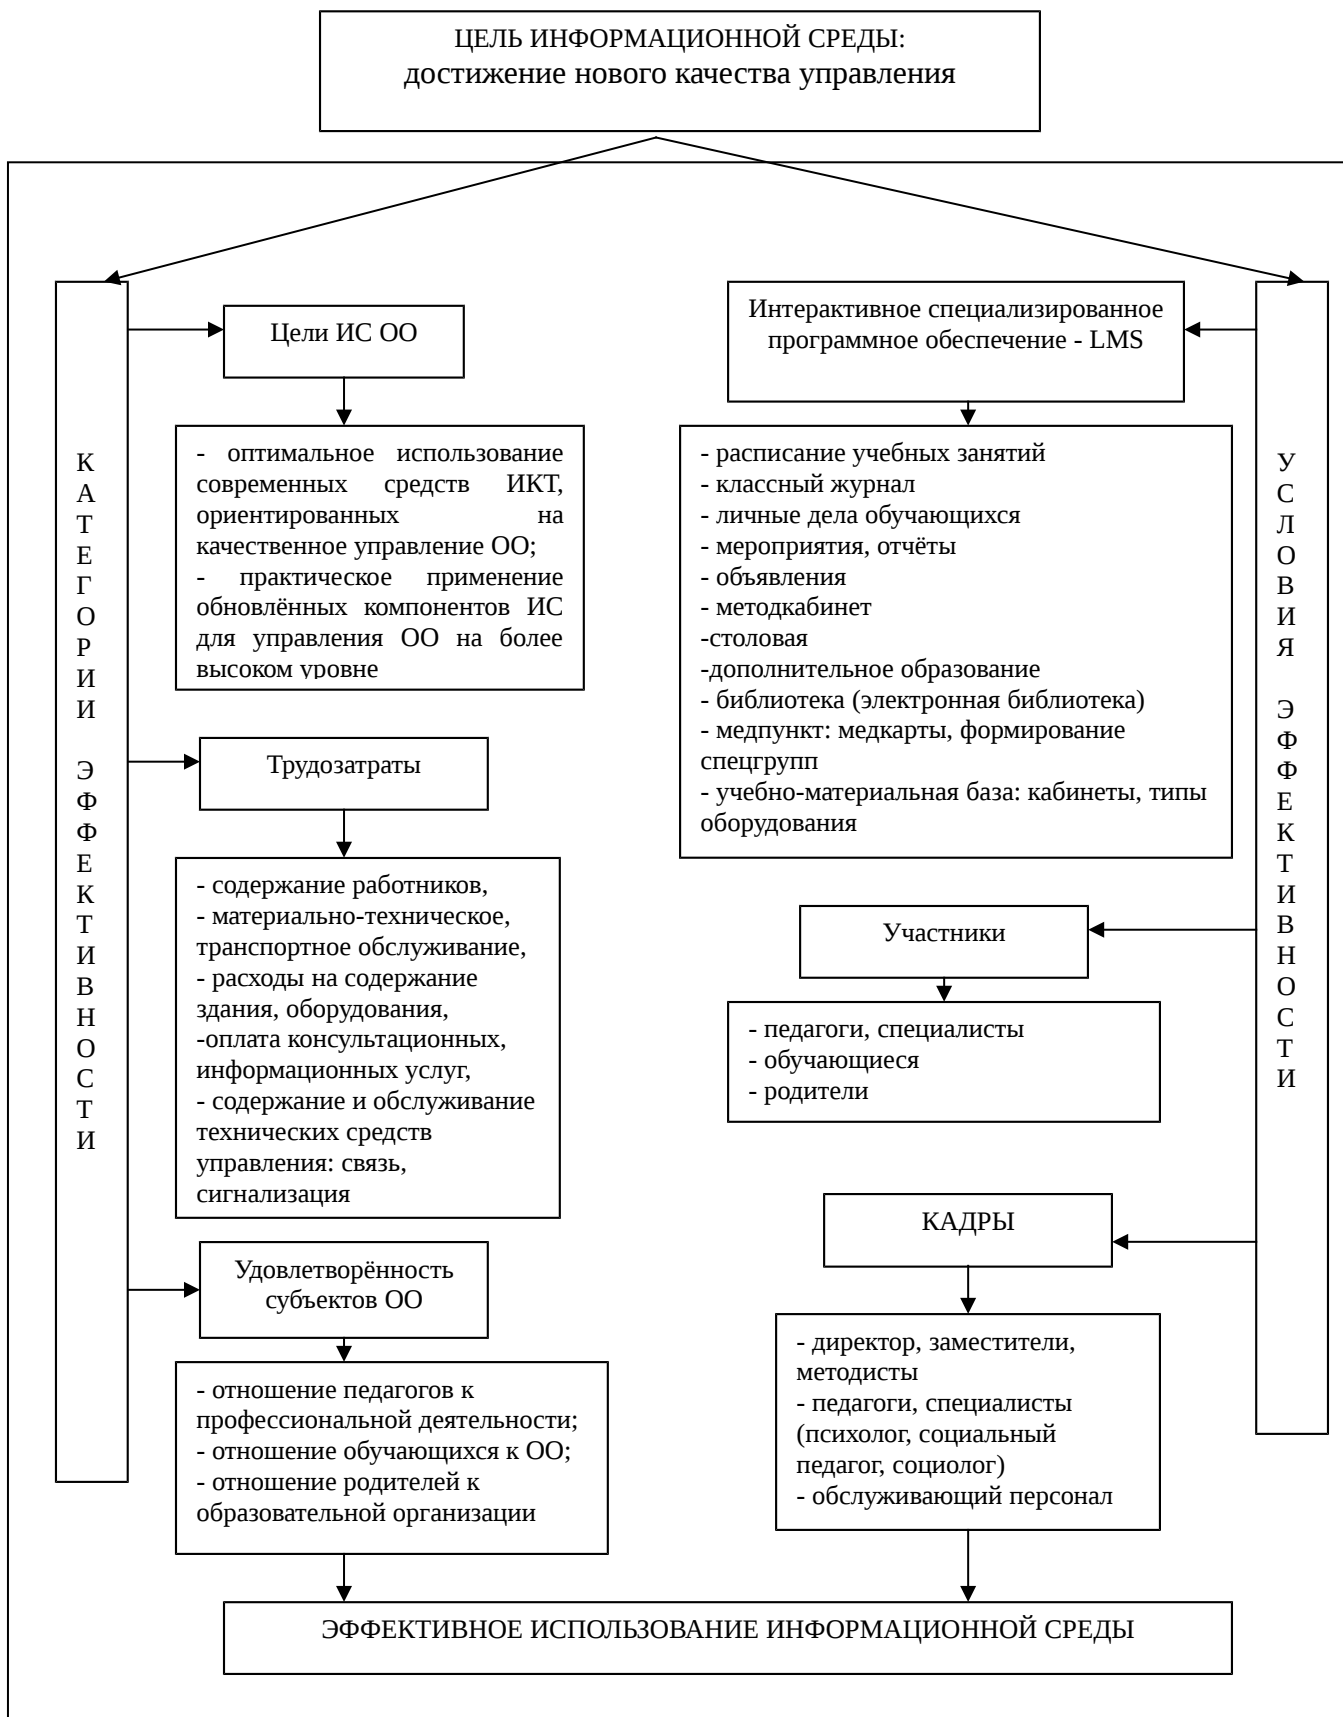 ЦЕЛЬ ИНФОРМАЦИОННОЙ СРЕДЫ:
достижение нового качества управления
КАТЕГОРИИ ЭФФЕКТИВНОСТИ
Цели ИС ОО
- оптимальное использование
современных средств ИКТ,
ориентированных на
качественное управление ОО;
- практическое применение
обновлённых компонентов ИС
для управления ОО на более
высоком уровне
Трудозатраты
- содержание работников,
- материально-техническое,
транспортное обслуживание,
- расходы на содержание
здания, оборудования,
-оплата консультационных,
информационных услуг,
- содержание и обслуживание
технических средств
управления: связь,
сигнализация
Удовлетворённость
субъектов ОО
- отношение педагогов к
профессиональной деятельности;
- отношение обучающихся к ОО;
- отношение родителей к
образовательной организации
Интерактивное специализированное
программное обеспечение - LMS
- расписание учебных занятий
- классный журнал
- личные дела обучающихся
- мероприятия, отчёты
- объявления
- методкабинет
-столовая
-дополнительное образование
- библиотека (электронная библиотека)
- медпункт: медкарты, формирование
спецгрупп
- учебно-материальная база: кабинеты, типы
оборудования
Участники
- педагоги, специалисты
- обучающиеся
- родители
КАДРЫ
- директор, заместители,
методисты
- педагоги, специалисты
(психолог, социальный
педагог, социолог)
- обслуживающий персонал
УСЛОВИЯ ЭФФЕКТИВНОСТИ
ЭФФЕКТИВНОЕ ИСПОЛЬЗОВАНИЕ ИНФОРМАЦИОННОЙ СРЕДЫ